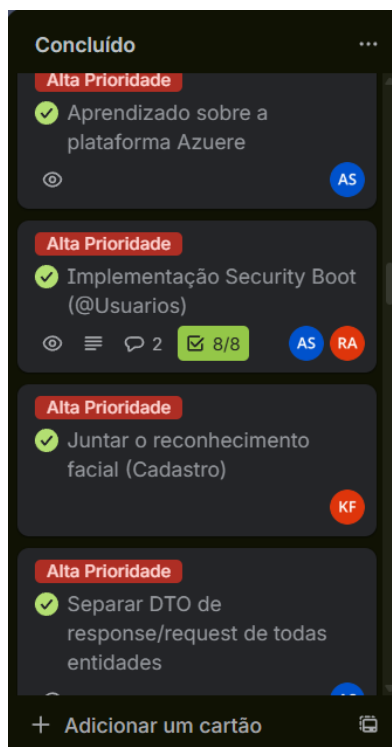 Concluído
Alta Prioridade
Aprendizado sobre a
plataforma Azuere
AS
Alta Prioridade
Implementação Security Boot
(@Usuarios)
2
8/8
AS
RA
Alta Prioridade
Juntar o reconhecimento
facial (Cadastro)
KF
Alta Prioridade
Separar DTO de
response/request de todas
entidades
Adicionar um cartão